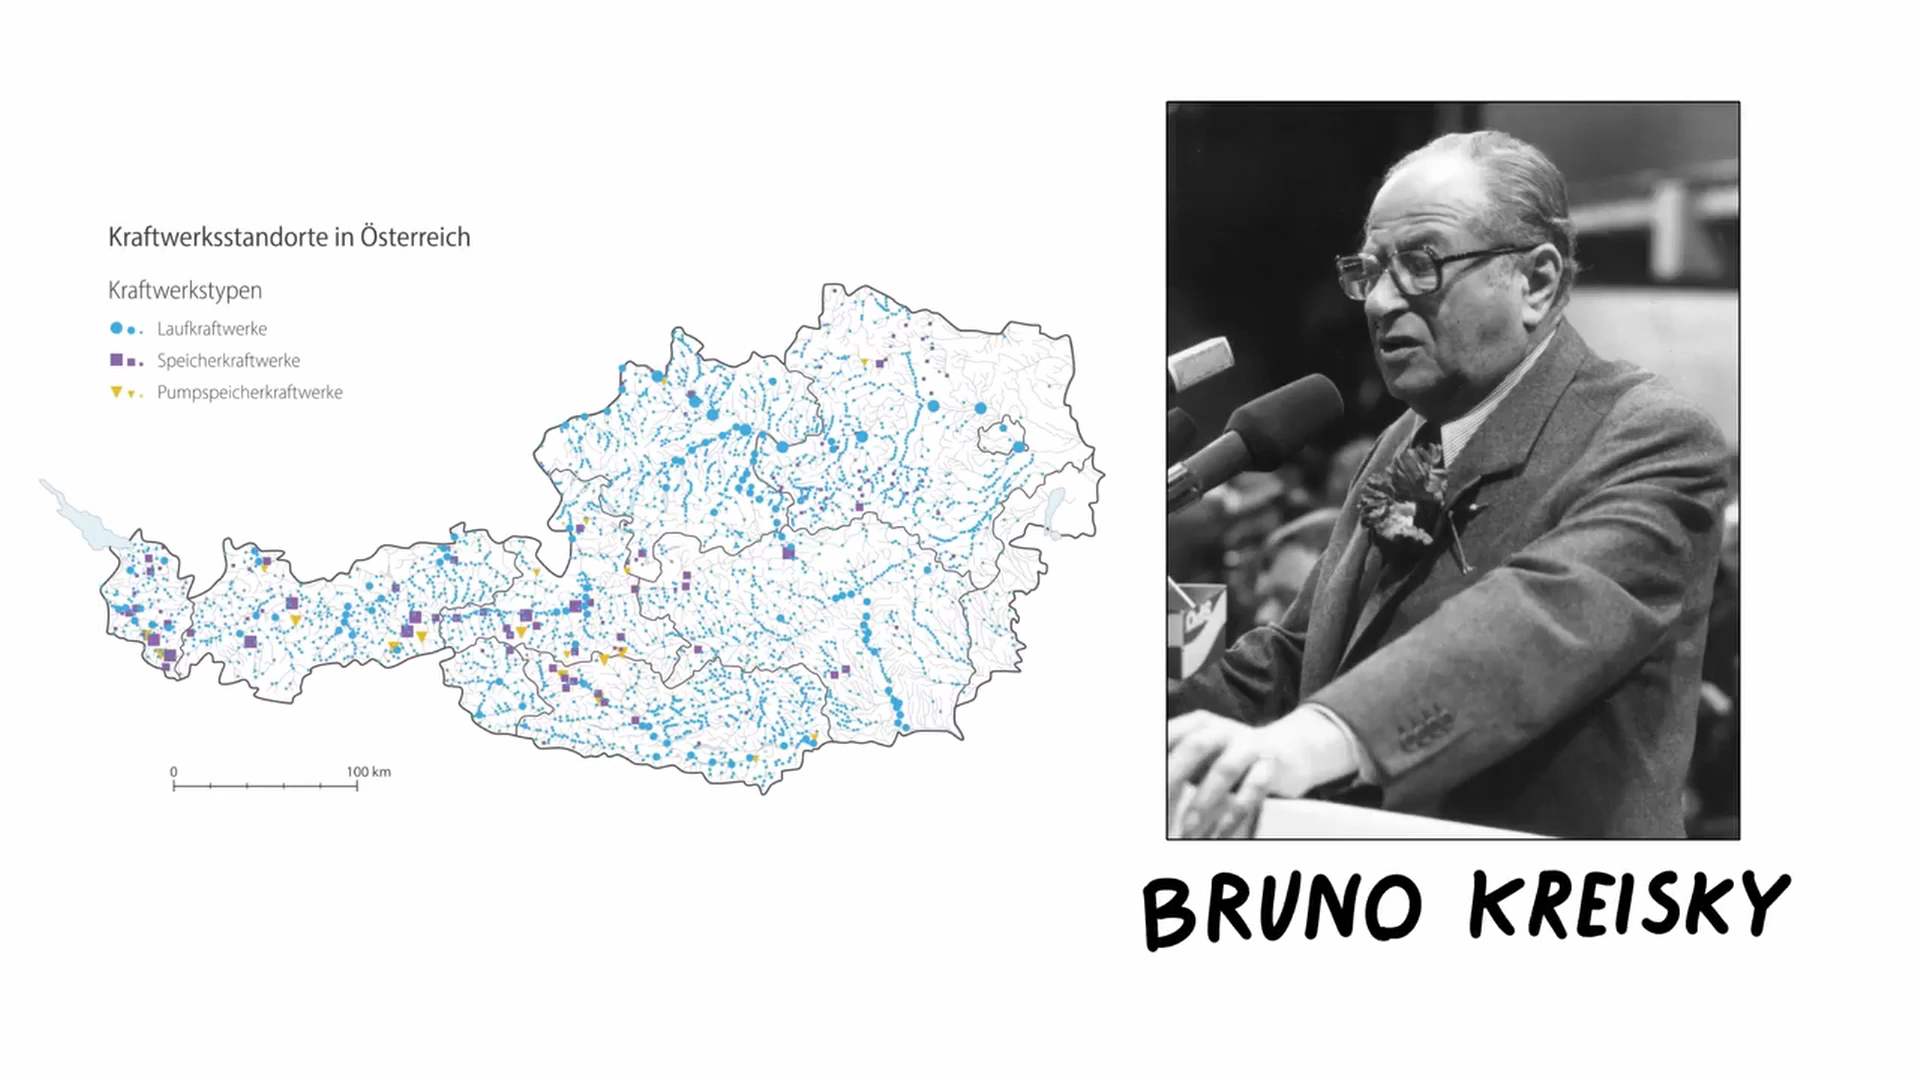 Kraftwerksstandorte in Österreich
Kraftwerkstypen
Laufkraftwerke
Speicherkraftwerke
Pumpspeicherkraftwerke
0 100 km
BRUNO KREISKY